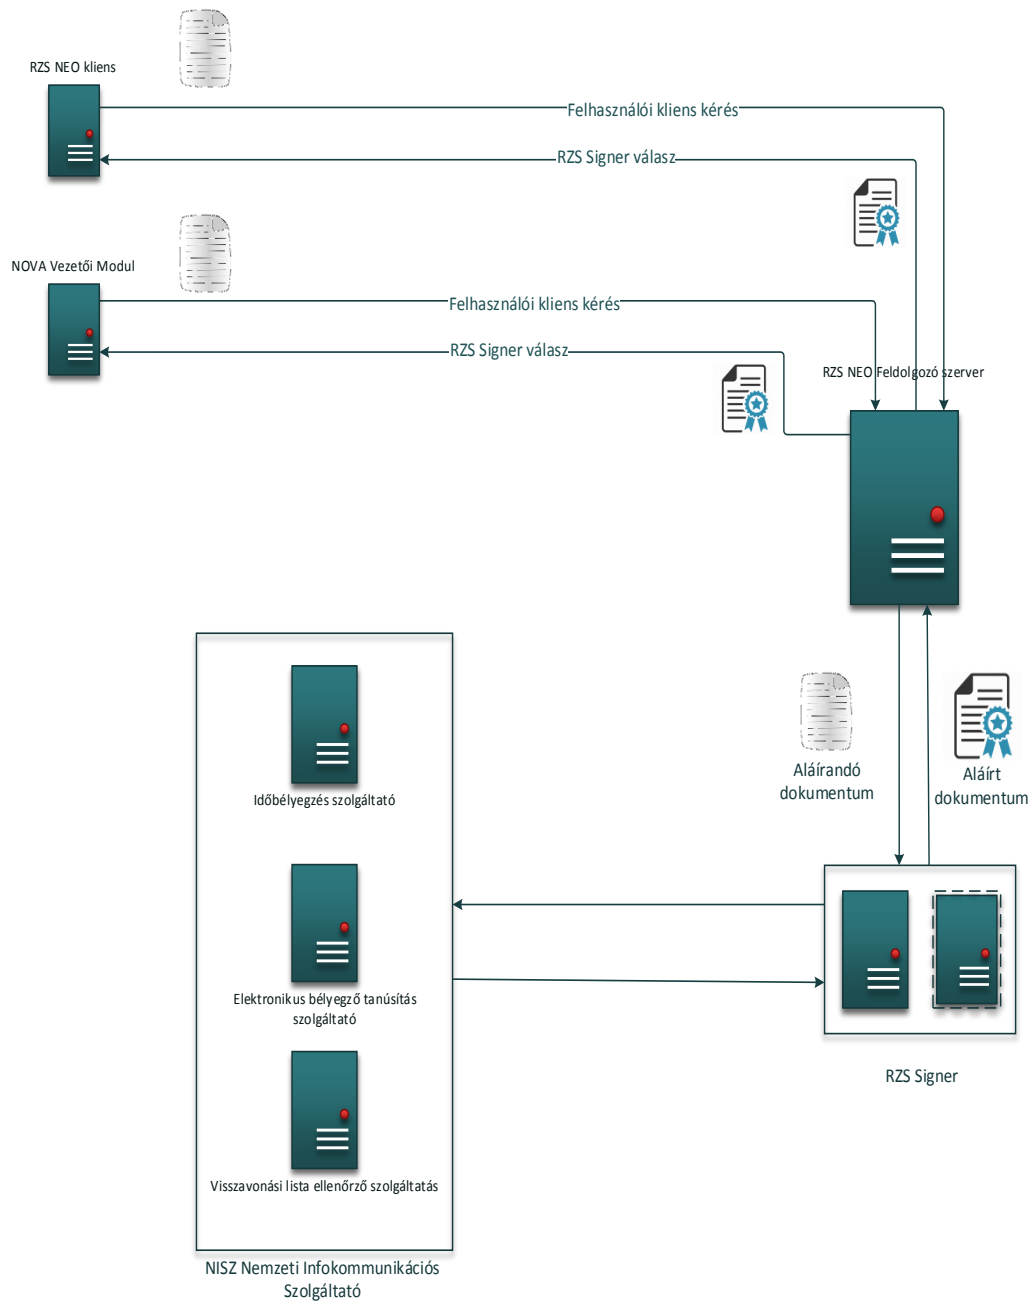 RZS NEO kliens
Felhasználói kliens kérés
RZS Signer válasz
NOVA Vezetői Modul
Felhasználói kliens kérés
RZS Signer válasz
RZS NEO Feldolgozó szerver
Aláírandó
dokumentum
Aláírt
dokumentum
Időbélyegzés szolgáltató
Elektronikus bélyegző tanúsítás
szolgáltató
RZS Signer
Visszavonási lista ellenőrző szolgáltatás
NISZ Nemzeti Infokommunikációs
Szolgáltató